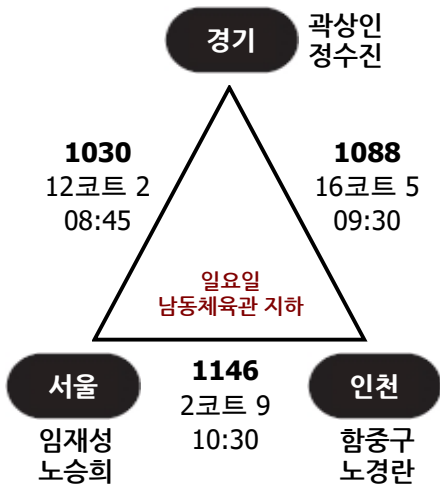 경기
곽상인
정수진
1030
12코트 2
08:45
1088
16코트 5
09:30
일요일
남동체육관 지하
서울
임재성
노승희
1146
2코트 9
10:30
인천
함중구
노경란